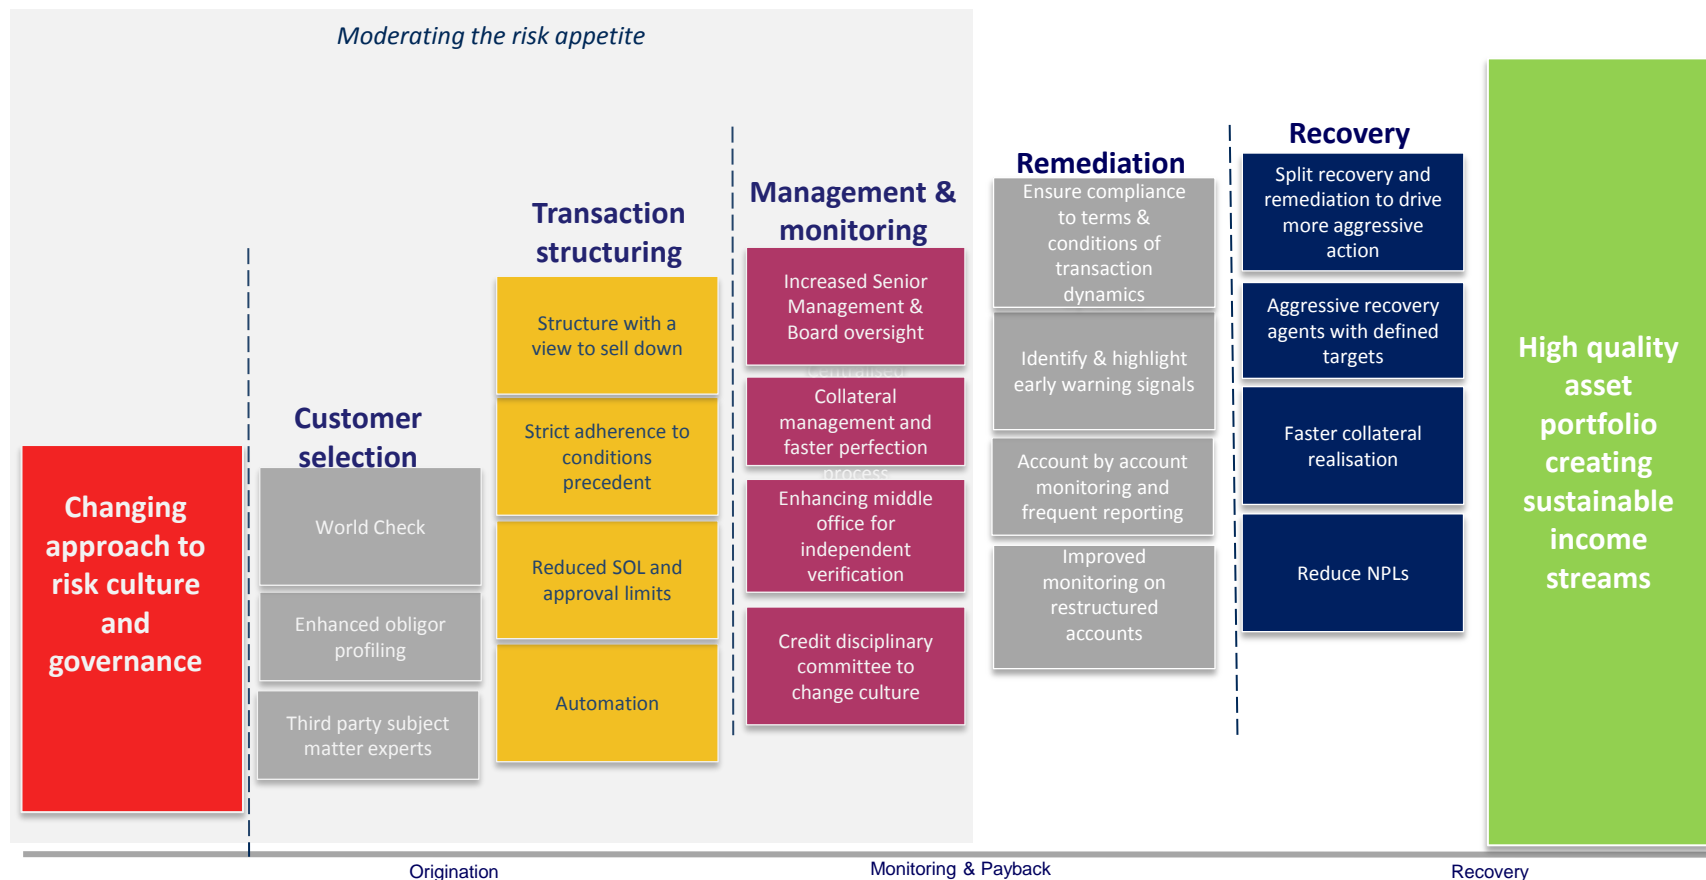 Moderating the risk appetite
Changing
approach to
risk culture
and
governance
Customer
selection
World Check
Enhanced obligor
profiling
Third party subject
matter experts
Transaction
structuring
Structure with a
view to sell down
Strict adherence to
conditions
precedent
Reduced SOL and
approval limits
Automation
Management &
monitoring
Increased Senior
Management &
Board oversight
Centralised
Collateral
management and
faster perfection
process
Enhancing middle
office for
independent
verification
Credit disciplinary
committee to
change culture
Remediation
Ensure compliance
to terms &
conditions of
transaction
dynamics
Identify & highlight
early warning signals
Account by account
monitoring and
frequent reporting
Improved
monitoring on
restructured
accounts
Recovery
Split recovery and
remediation to drive
more aggressive
action
Aggressive recovery
agents with defined
targets
Faster collateral
realisation
Reduce NPLs
High quality
asset
portfolio
creating
sustainable
income
streams
Origination
Monitoring & Payback
Recovery